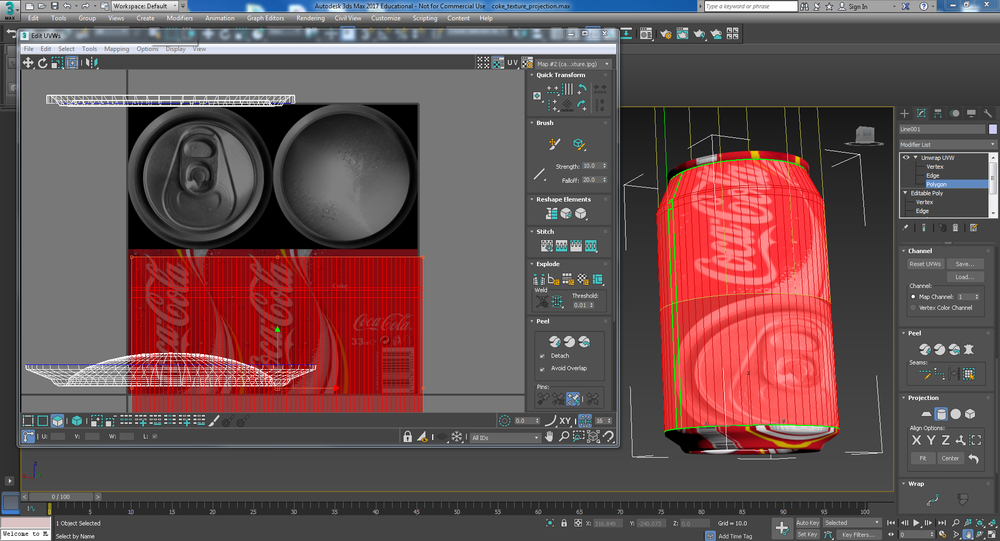 Workspace: Default
Autodesk 3ds Max 2017 Educational - Not for Commercial Use    coke_texture_projection.max
Type a keyword or phrase
Sign In
3
MAX
Edit Tools Group Views Create Modifiers Animation Graph Editors Rendering Civil View Customize Scripting Content Help
3 Edit UVWs
File Edit Select Tools Mapping Options Display View
UV
Map #2 (ca...xture.jpg)
Quick Transform
Brush
Strength: 10.0
Falloff: 20.0
Reshape Elements
Stitch
Explode
Weld
Threshold:
0.01
Peel
Detach
Avoid Overlap
Pins:
Coca-Cola
Coca-Cola
Coke
Coca-Cola
33cl e
0.0
XY
16
U:
V:
W:
L:
All IDs
BACK
z
x
y
Line001
Modifier List
Unwrap UVW
Vertex
Edge
Polygon
Editable Poly
Vertex
Edge
Channel
Reset UVWs
Save...
Load...
Channel:
Map Channel: 1
Vertex Color Channel
Peel
Seams:
Projection
Align Options:
X Y Z
Fit
Center
Wrap
z
x
y
< 0 / 100 >
0 5 10 15 20 25 30 35 40 45 50 55 60 65 70 75 80 85 90 95 100
1 Object Selected
X: 316.849
Y: -240.073
Z: 0.0
Grid = 10.0
Auto Key
Selected
Welcome to M
Select by Name
Add Time Tag
Set Key
Key Filters...
0